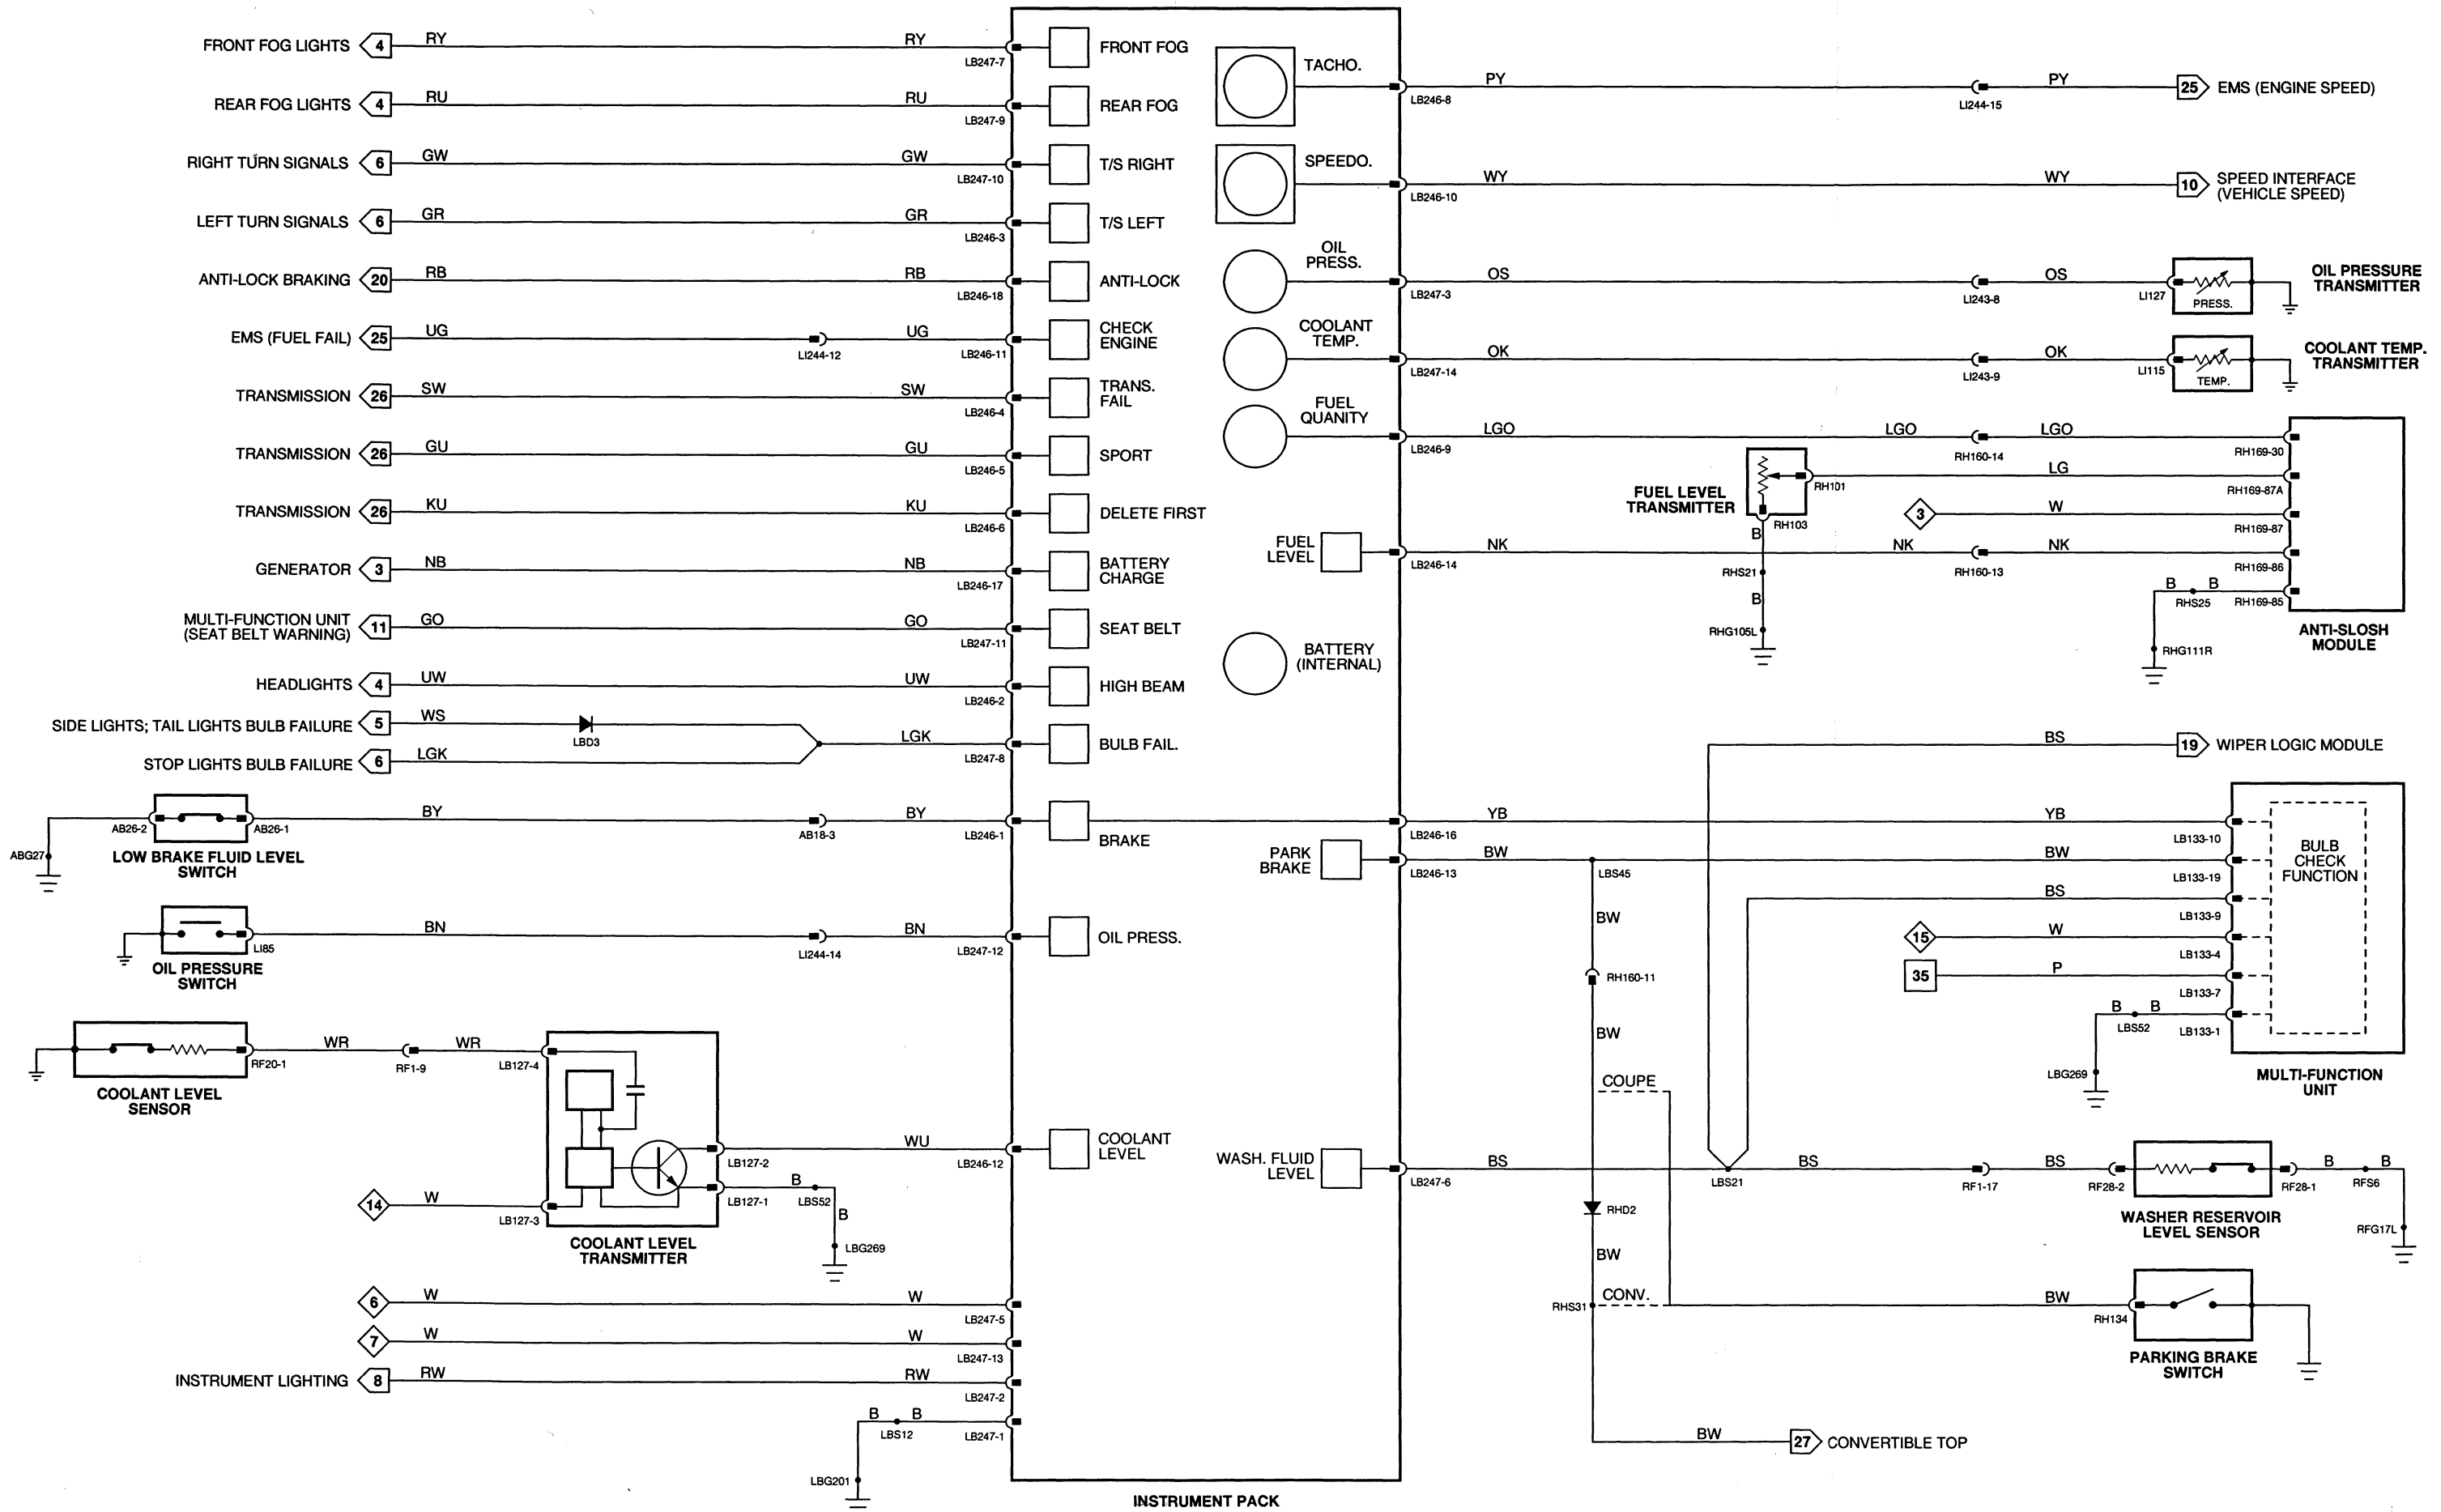 FRONT FOG LIGHTS 4 RY RY LB247-7 FRONT FOG
REAR FOG LIGHTS 4 RU RU LB247-9 REAR FOG
RIGHT TURN SIGNALS 6 GW GW LB247-10 T/S RIGHT
LEFT TURN SIGNALS 6 GR GR LB246-3 T/S LEFT
ANTI-LOCK BRAKING 20 RB RB LB246-18 ANTI-LOCK
EMS (FUEL FAIL) 25 UG LI244-12 UG LB246-11 CHECK
ENGINE
TRANSMISSION 26 SW SW LB246-4 TRANS.
FAIL
TRANSMISSION 26 GU GU LB246-5 SPORT
TRANSMISSION 26 KU KU LB246-6 DELETE FIRST
GENERATOR 3 NB NB LB246-17 BATTERY
CHARGE
MULTI-FUNCTION UNIT
(SEAT BELT WARNING) 11 GO GO LB247-11 SEAT BELT
HEADLIGHTS 4 UW UW LB246-2 HIGH BEAM
SIDE LIGHTS; TAIL LIGHTS BULB FAILURE 5 WS LBD3
STOP LIGHTS BULB FAILURE 6 LGK LGK LB247-8 BULB FAIL.
ABG27 AB26-2 AB26-1 BY AB18-3 BY LB246-1 BRAKE
LOW BRAKE FLUID LEVEL
SWITCH
LI85 BN LI244-14 BN LB247-12 OIL PRESS.
OIL PRESSURE
SWITCH
RF20-1 WR RF1-9 WR LB127-4
COOLANT LEVEL
SENSOR
LB127-2 WU LB246-12 COOLANT
LEVEL
LB127-1 B LBS52 B LBG269
14 W LB127-3
COOLANT LEVEL
TRANSMITTER
6 W W LB247-5
7 W W LB247-13
INSTRUMENT LIGHTING 8 RW RW LB247-2
B LBS12 B LB247-1
LBG201
INSTRUMENT PACK
TACHO. LB246-8 PY LI244-15 PY 25 EMS (ENGINE SPEED)
SPEEDO. LB246-10 WY WY 10 SPEED INTERFACE
(VEHICLE SPEED)
OIL
PRESS. LB247-3 OS LI243-8 OS LI127 PRESS.
OIL PRESSURE
TRANSMITTER
COOLANT
TEMP. LB247-14 OK LI243-9 OK LI115 TEMP.
COOLANT TEMP.
TRANSMITTER
FUEL
QUANITY LB246-9 LGO LGO RH160-14 LGO RH169-30
FUEL LEVEL
TRANSMITTER RH101 LG RH169-87A
RH103 3 W RH169-87
FUEL
LEVEL LB246-14 NK NK RH160-13 NK RH169-86
B RHS21 B RHG105L
B RHS25 B RH169-85
RHG111R
ANTI-SLOSH
MODULE
BATTERY
(INTERNAL)
BS 19 WIPER LOGIC MODULE
LB246-16 YB YB LB133-10
PARK
BRAKE LB246-13 BW LBS45 BW LB133-19
BS LB133-9
15 W LB133-4
35 P LB133-7
B LBS52 B LB133-1
LBG269
BULB
CHECK
FUNCTION
MULTI-FUNCTION
UNIT
BW
RH160-11
BW
COUPE
WASH. FLUID
LEVEL LB247-6 BS LBS21 BS RF1-17 BS RF28-2 RF28-1 B RFS6 B
RFG17L
WASHER RESERVOIR
LEVEL SENSOR
RHD2
BW
RHS31 CONV. BW RH134
PARKING BRAKE
SWITCH
BW 27 CONVERTIBLE TOP